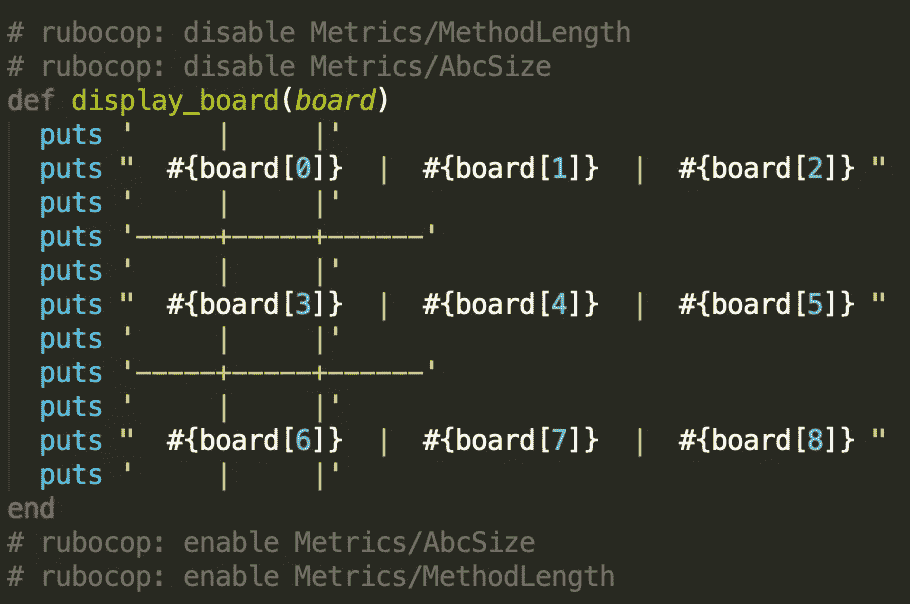 # rubocop: disable Metrics/MethodLength
# rubocop: disable Metrics/AbcSize
def display_board(board)
  puts '     |     |'
  puts "  #{board[0]}  |  #{board[1]}  |  #{board[2]} "
  puts '     |     |'
  puts '-----+-----+------'
  puts '     |     |'
  puts "  #{board[3]}  |  #{board[4]}  |  #{board[5]} "
  puts '     |     |'
  puts '-----+-----+------'
  puts '     |     |'
  puts "  #{board[6]}  |  #{board[7]}  |  #{board[8]} "
  puts '     |     |'
end
# rubocop: enable Metrics/AbcSize
# rubocop: enable Metrics/MethodLength